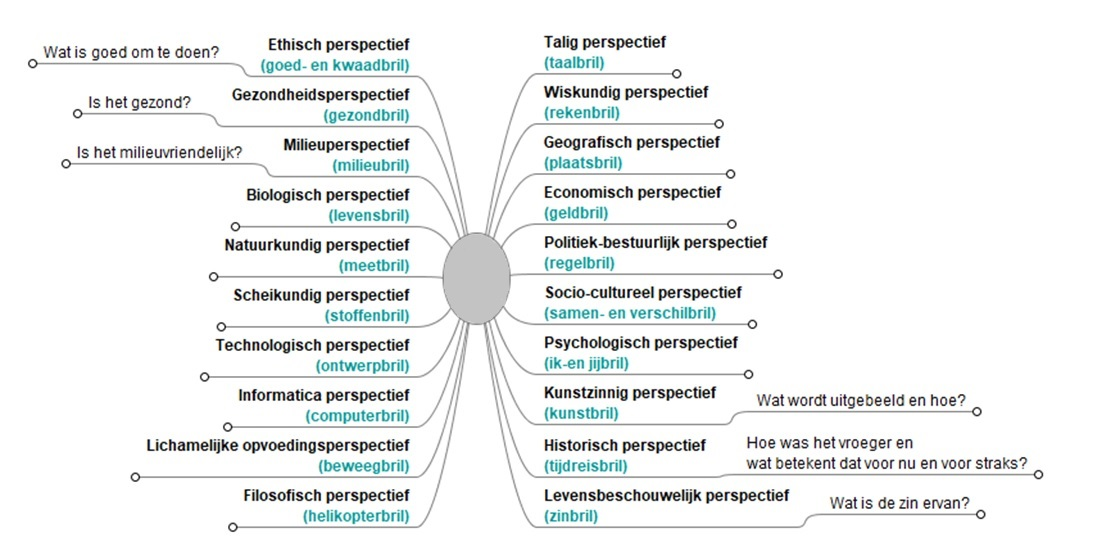 Wat is goed om te doen?
Ethisch perspectief
(goed- en kwaadbril)
Is het gezond?
Gezondheidsperspectief
(gezondbril)
Is het milieuvriendelijk?
Milieuperspectief
(milieubril)
Biologisch perspectief
(levensbril)
Natuurkundig perspectief
(meetbril)
Scheikundig perspectief
(stoffenbril)
Technologisch perspectief
(ontwerpbril)
Informatica perspectief
(computerbril)
Lichamelijke opvoedingsperspectief
(beweegbril)
Filosofisch perspectief
(helikopterbril)
Talig perspectief
(taalbril)
Wiskundig perspectief
(rekenbril)
Geografisch perspectief
(plaatsbril)
Economisch perspectief
(geldbril)
Politiek-bestuurlijk perspectief
(regelbril)
Socio-cultureel perspectief
(samen- en verschilbril)
Psychologisch perspectief
(ik-en jijbril)
Kunstzinnig perspectief
(kunstbril)
Wat wordt uitgebeeld en hoe?
Historisch perspectief
(tijdreisbril)
Hoe was het vroeger en
wat betekent dat voor nu en voor straks?
Levensbeschouwelijk perspectief
(zinbril)
Wat is de zin ervan?